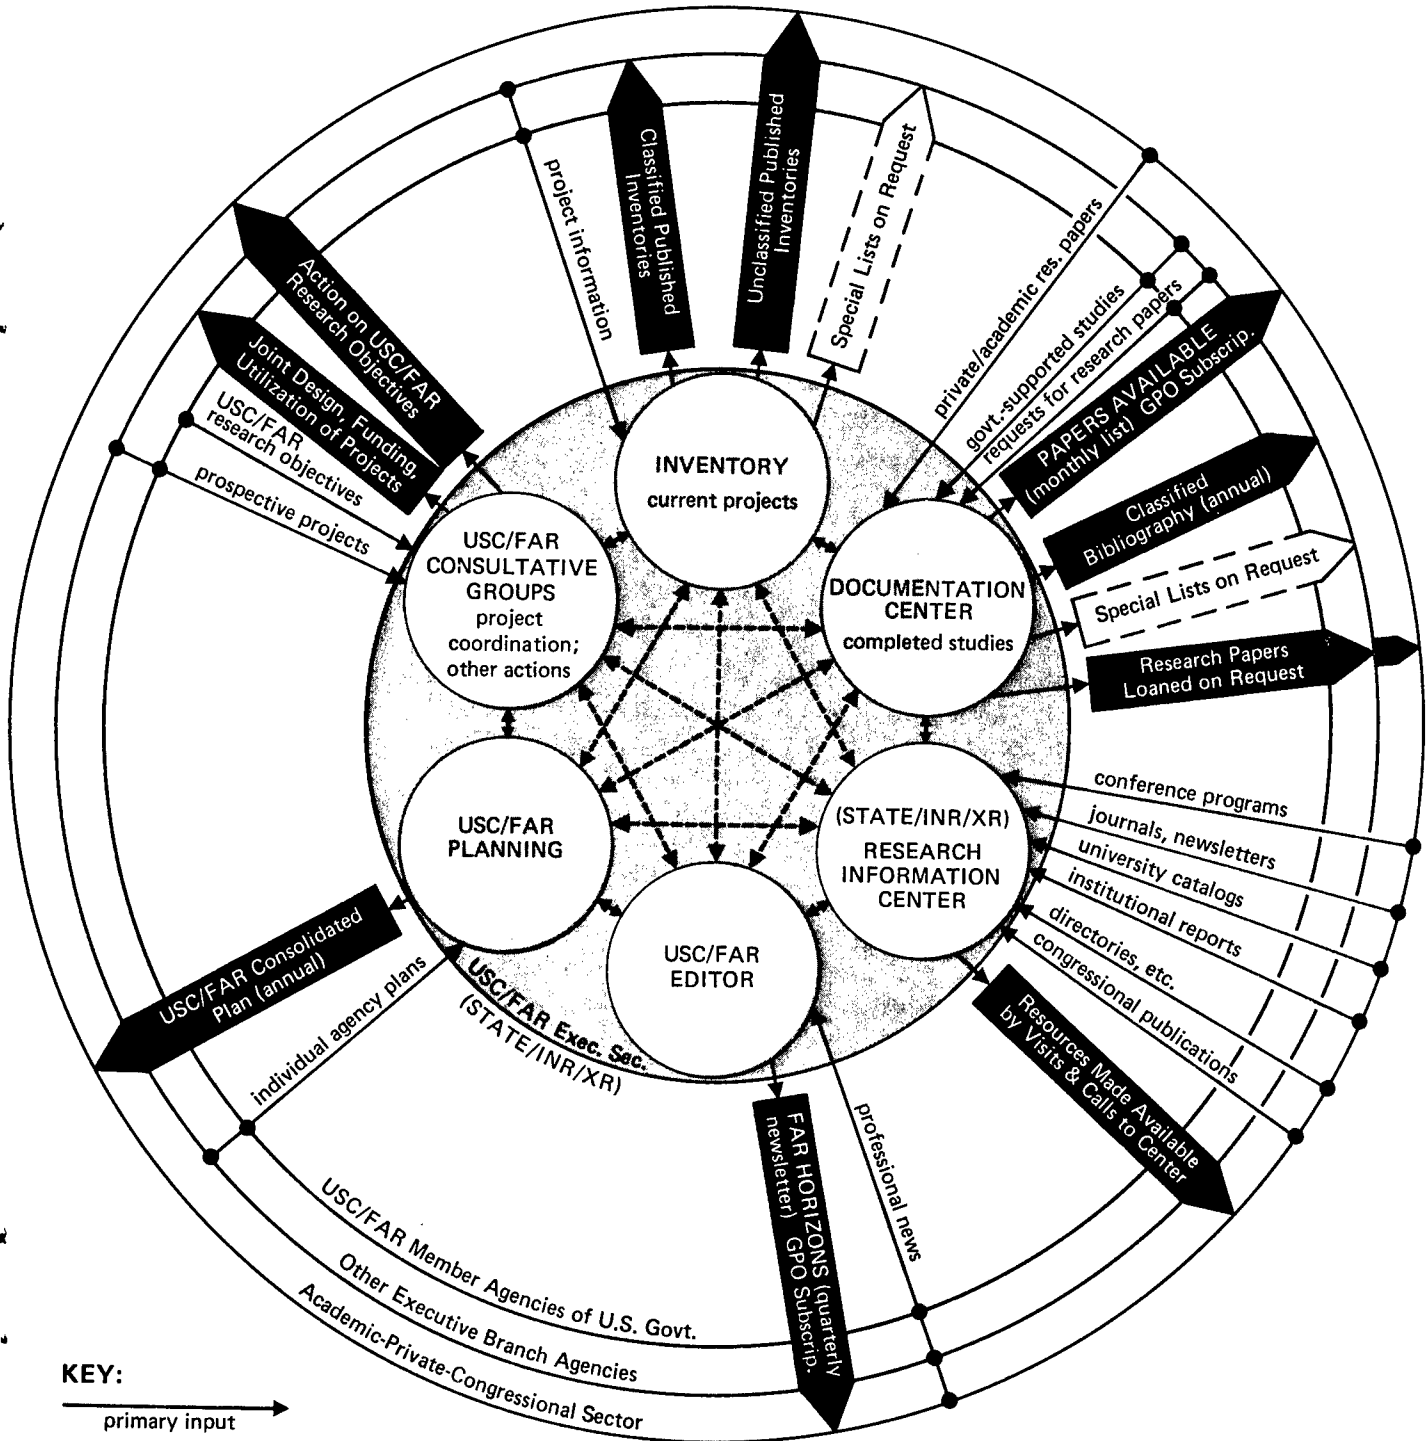 project information
Classified Published
Inventories
Unclassified Published
Inventories
Special Lists on Request
private/academic res. papers
govt.-supported studies
requests for research papers
PAPERS AVAILABLE
(monthly list) GPO Subscrip.
Classified
Bibliography (annual)
Special Lists on Request
Research Papers
Loaned on Request
Action on USC/FAR
Research Objectives
Joint Design, Funding,
Utilization of Projects
USC/FAR
research objectives
prospective projects
INVENTORY
current projects
USC/FAR
CONSULTATIVE
GROUPS
project
coordination;
other actions
DOCUMENTATION
CENTER
completed studies
USC/FAR
PLANNING
(STATE/INR/XR)
RESEARCH
INFORMATION
CENTER
USC/FAR
EDITOR
USC/FAR Exec. Sec.
(STATE/INR/XR)
conference programs
journals, newsletters
university catalogs
institutional reports
directories, etc.
congressional publications
Resources Made Available
by Visits & Calls to Center
USC/FAR Consolidated
Plan (annual)
individual agency plans
FAR HORIZONS (quarterly
newsletter) GPO Subscrip.
professional news
USC/FAR Member Agencies of U.S. Govt.
Other Executive Branch Agencies
Academic-Private-Congressional Sector
KEY:
primary input